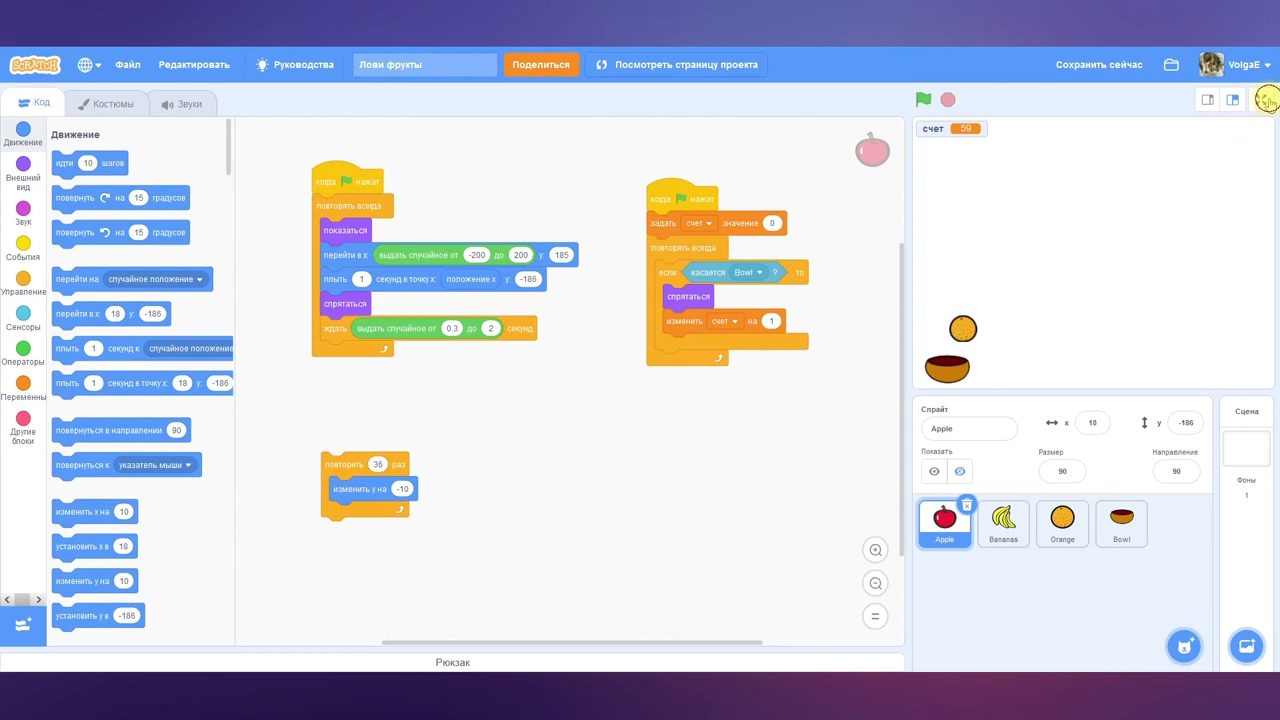 SCRATCH
Файл
Редактировать
Руководства
Лови фрукты
Поделиться
Посмотреть страницу проекта
Сохранить сейчас
VolgaE
Код
Костюмы
Звуки
Движение
Внешний вид
Звук
События
Управление
Сенсоры
Операторы
Переменны
Другие блоки
Движение
идти 10 шагов
повернуть на 15 градусов
повернуть на 15 градусов
перейти на случайное положение
перейти в x: 18 y: -186
плыть 1 секунд к случайное положение
плыть 1 секунд в точку x: 18 y: -186
повернуться в направлении 90
повернуться к указатель мыши
изменить x на 10
установить x в 18
изменить y на 10
установить y в -186
когда нажат
повторять всегда
показаться
перейти в x: выдать случайное от -200 до 200 y: 185
плыть 1 секунд в точку x: положение x y: -186
спрятаться
ждать выдать случайное от 0.3 до 2 секунд
повторить 36 раз
изменить y на -10
когда нажат
задать счет значение 0
повторять всегда
если касается Bowl ? , то
спрятаться
изменить счет на 1
счет 59
Спрайт
Apple
x 18
y -186
Показать
Размер
90
Направление
90
Apple
Bananas
Orange
Bowl
Сцена
Фоны
1
Рюкзак